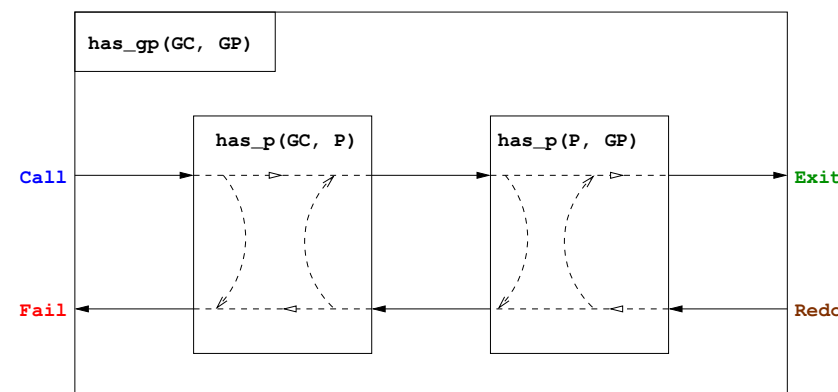 has_gp(GC, GP)
has_p(GC, P)
has_p(P, GP)
Call
Exit
Fail
Redo